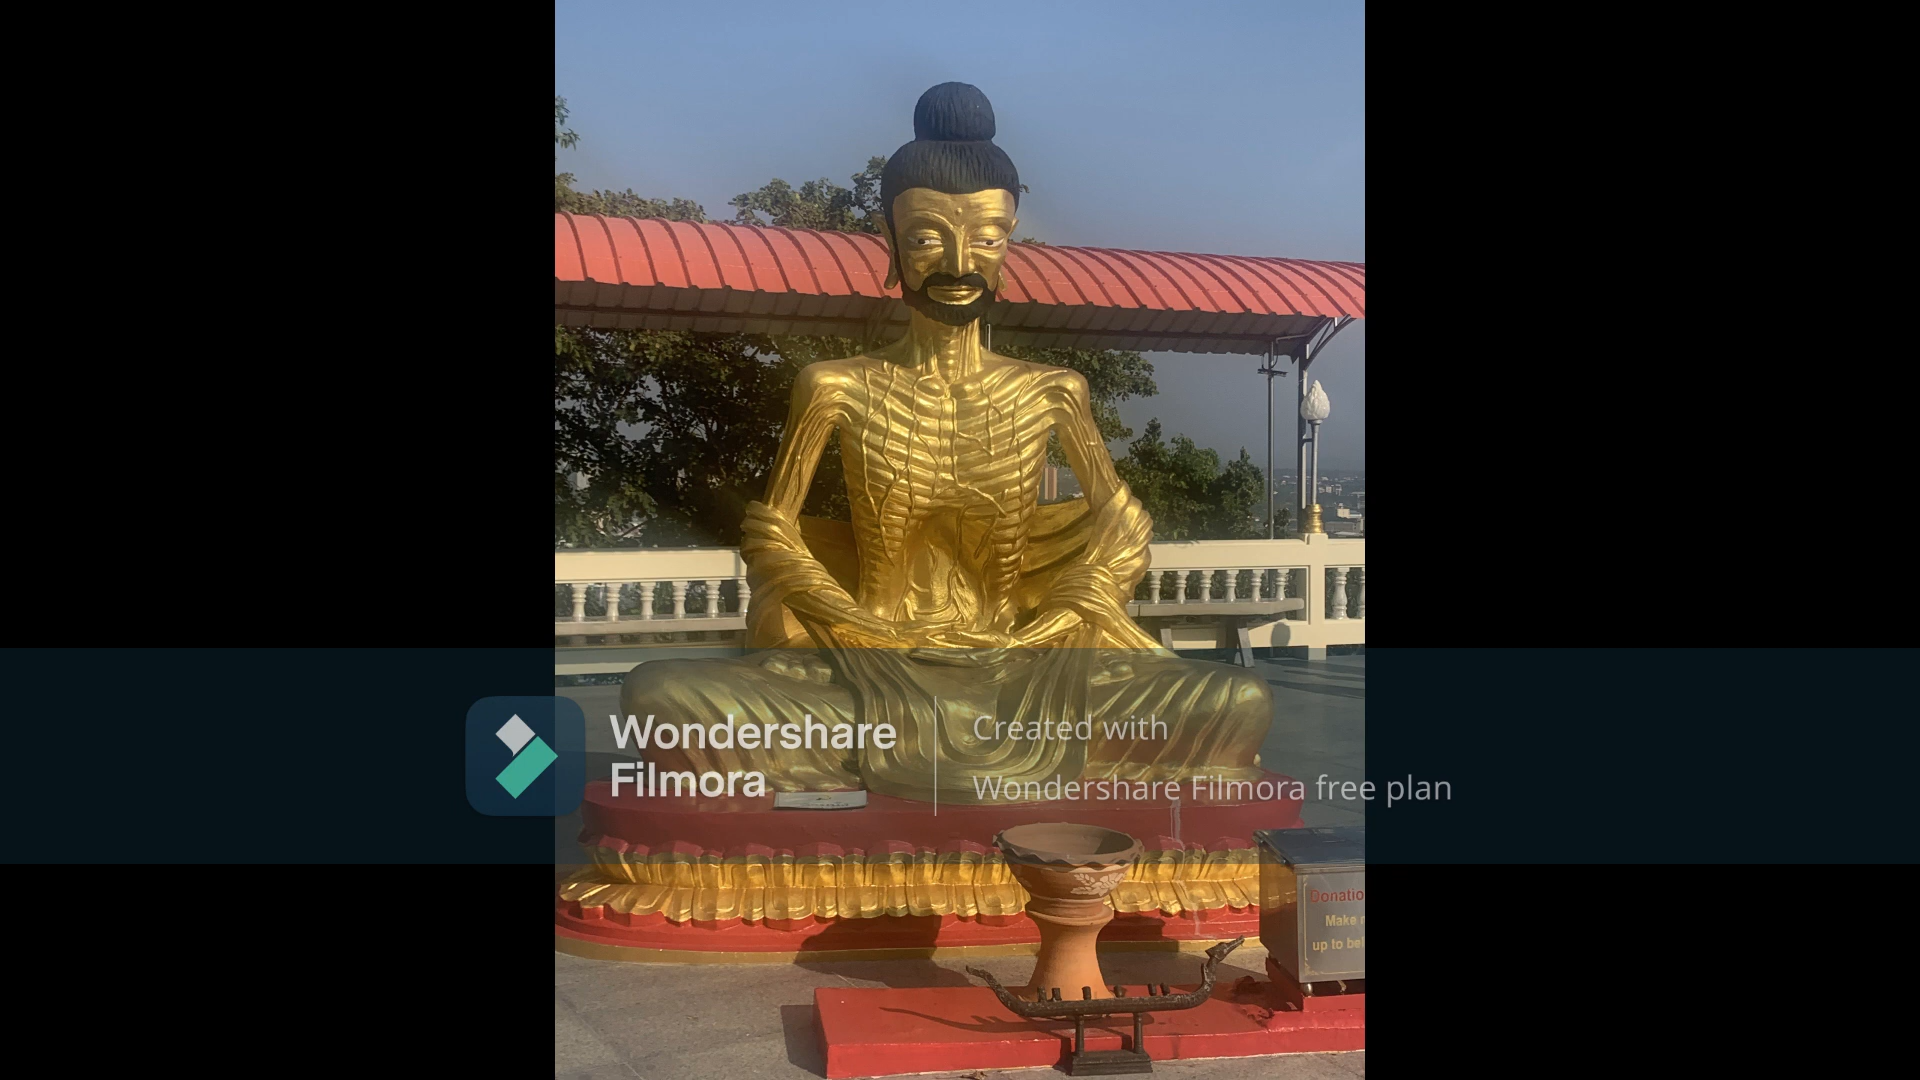 Wondershare
Filmora
Created with
Wondershare Filmora free plan
Donatio
Make
up to be